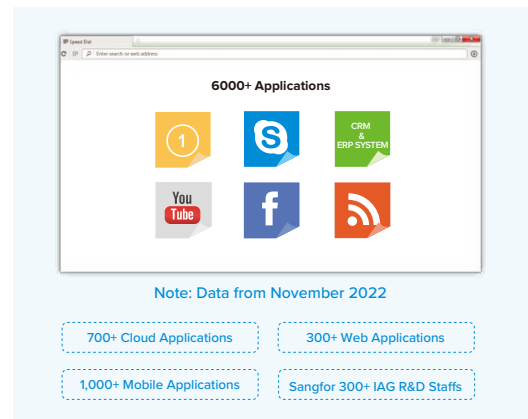 Speed Dial
Enter search or web address
6000+ Applications
1
S
CRM
&
ERP SYSTEM
You
Tube
f
Note: Data from November 2022
700+ Cloud Applications
300+ Web Applications
1,000+ Mobile Applications
Sangfor 300+ IAG R&D Staffs